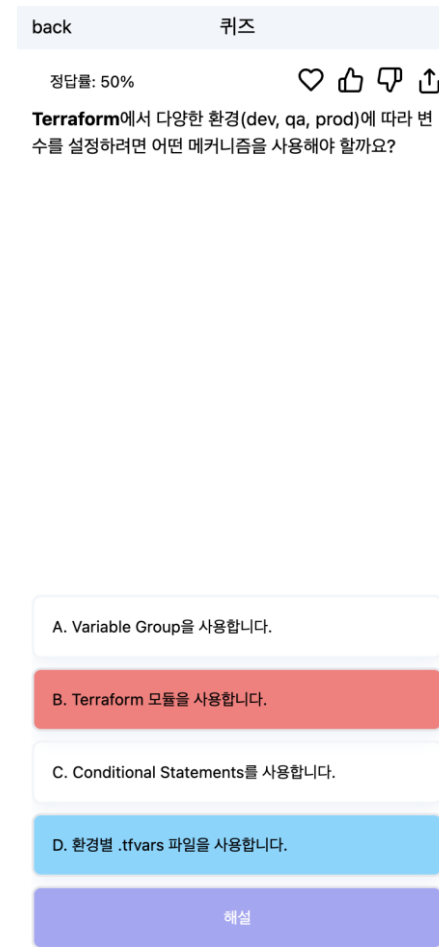 back
퀴즈
정답률: 50%
Terraform에서 다양한 환경(dev, qa, prod)에 따라 변
수를 설정하려면 어떤 메커니즘을 사용해야 할까요?
A. Variable Group을 사용합니다.
B. Terraform 모듈을 사용합니다.
C. Conditional Statements를 사용합니다.
D. 환경별 .tfvars 파일을 사용합니다.
해설